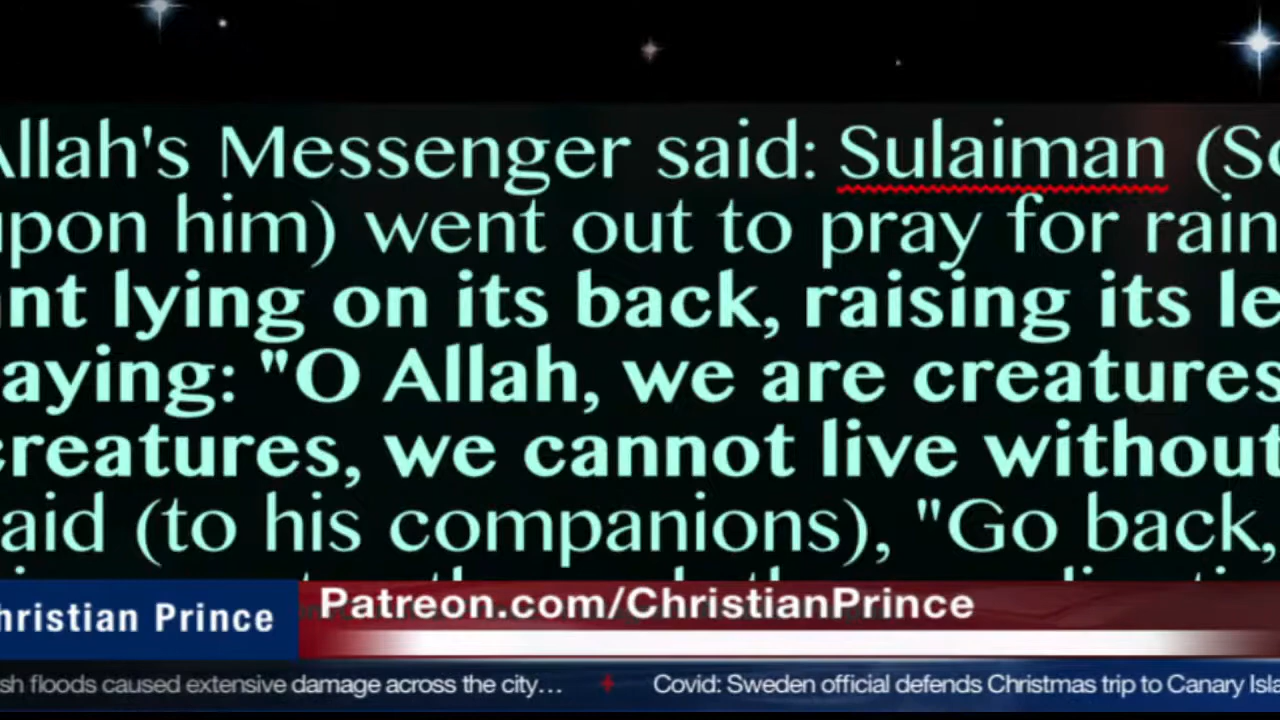 Allah's Messenger said: Sulaiman (So
upon him) went out to pray for rain
ant lying on its back, raising its le
aying: "O Allah, we are creatures
creatures, we cannot live without
aid (to his companions), "Go back,
hristian Prince
Patreon.com/ChristianPrince
sh floods caused extensive damage across the city... + Covid: Sweden official defends Christmas trip to Canary Isla